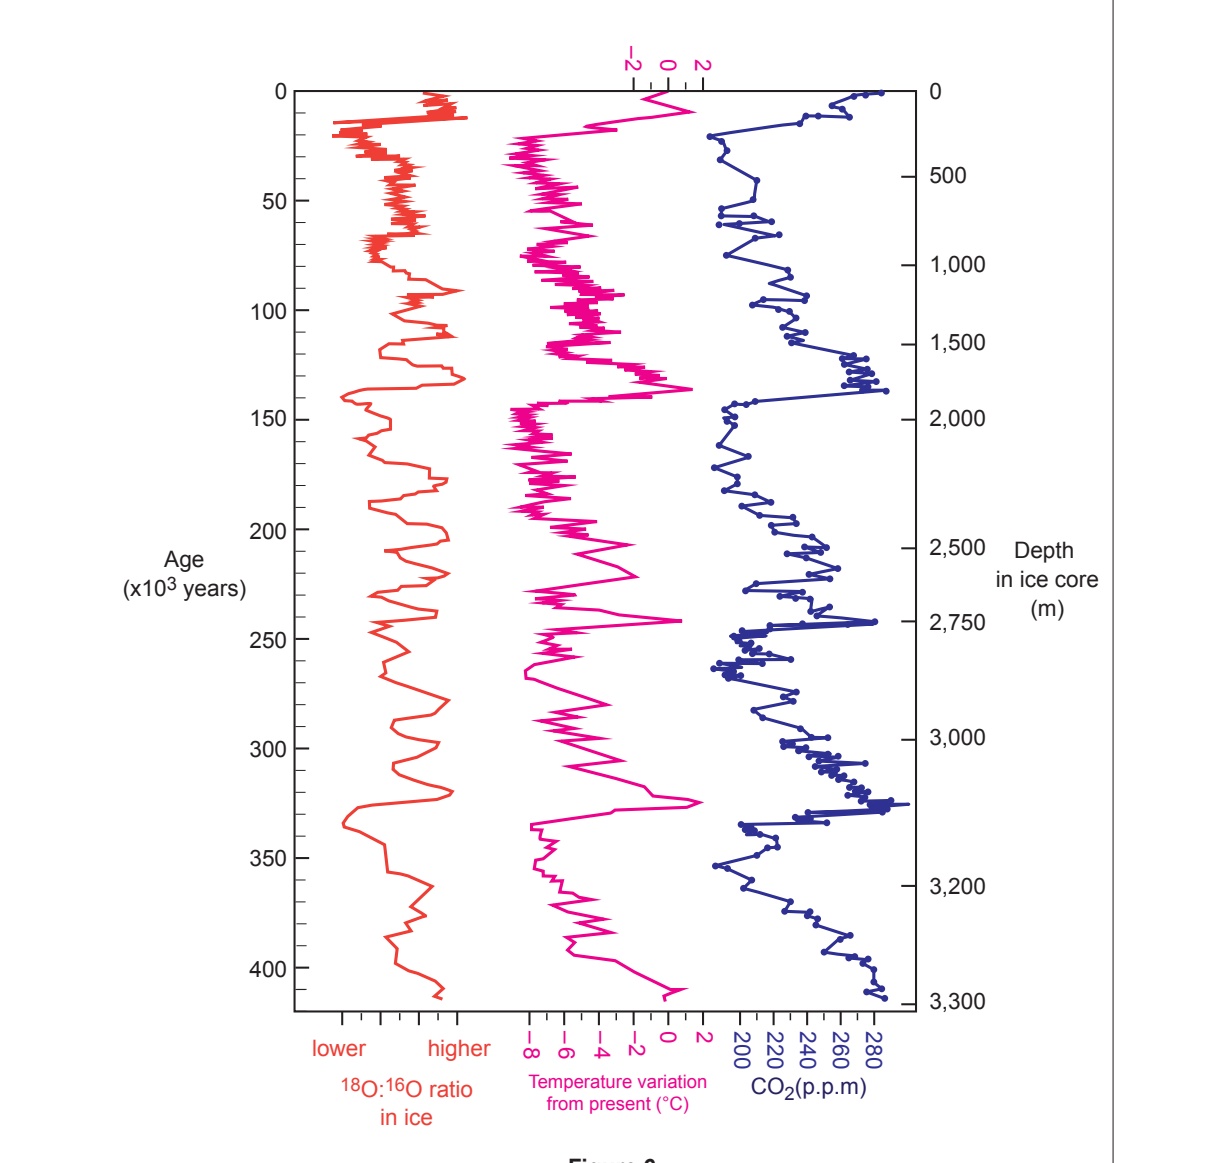 –2 0 2
0
50
100
150
200
250
300
350
400
Age
(x10³ years)
0
500
1,000
1,500
2,000
2,500
2,750
3,000
3,200
3,300
Depth
in ice core
(m)
lower higher
¹⁸O:¹⁶O ratio
in ice
–8 –6 –4 –2 0 2
Temperature variation
from present (°C)
200 220 240 260 280
CO₂(p.p.m)